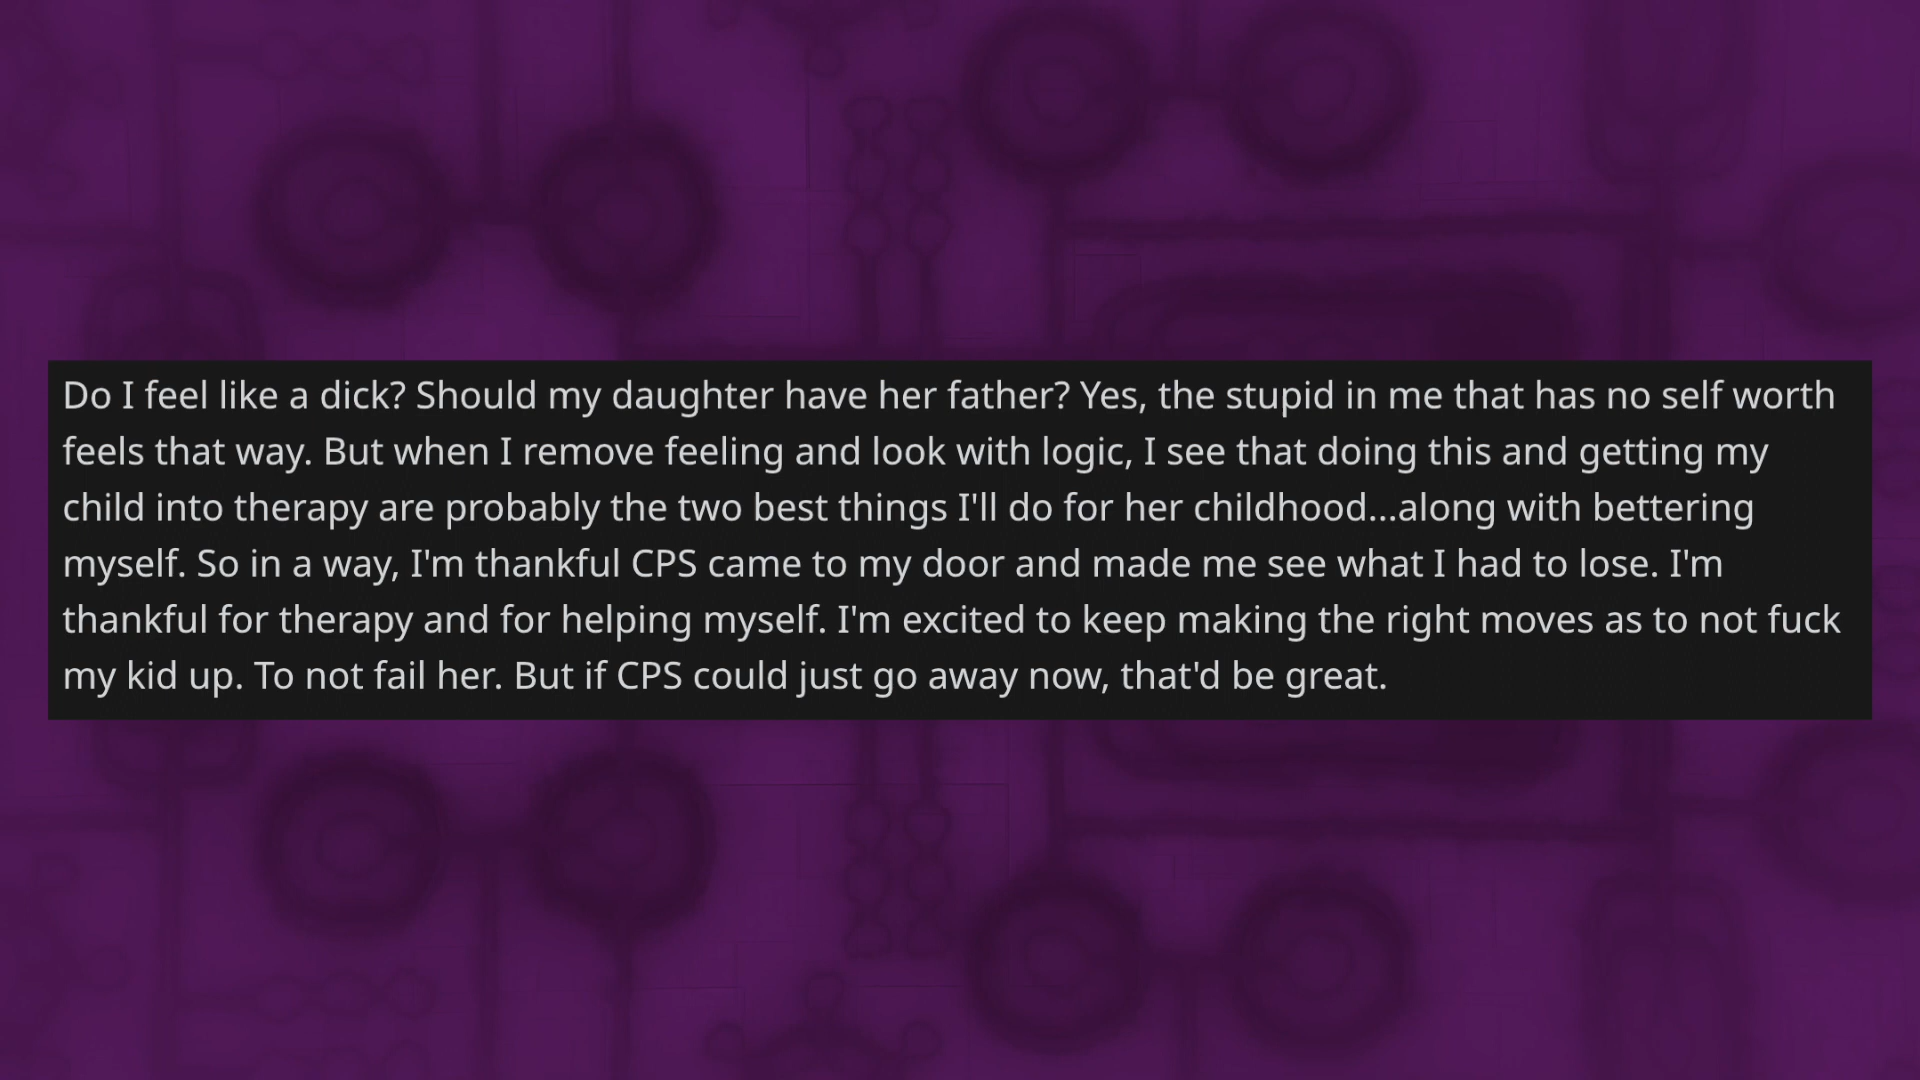 Do I feel like a dick? Should my daughter have her father? Yes, the stupid in me that has no self worth
feels that way. But when I remove feeling and look with logic, I see that doing this and getting my
child into therapy are probably the two best things I'll do for her childhood...along with bettering
myself. So in a way, I'm thankful CPS came to my door and made me see what I had to lose. I'm
thankful for therapy and for helping myself. I'm excited to keep making the right moves as to not fuck
my kid up. To not fail her. But if CPS could just go away now, that'd be great.